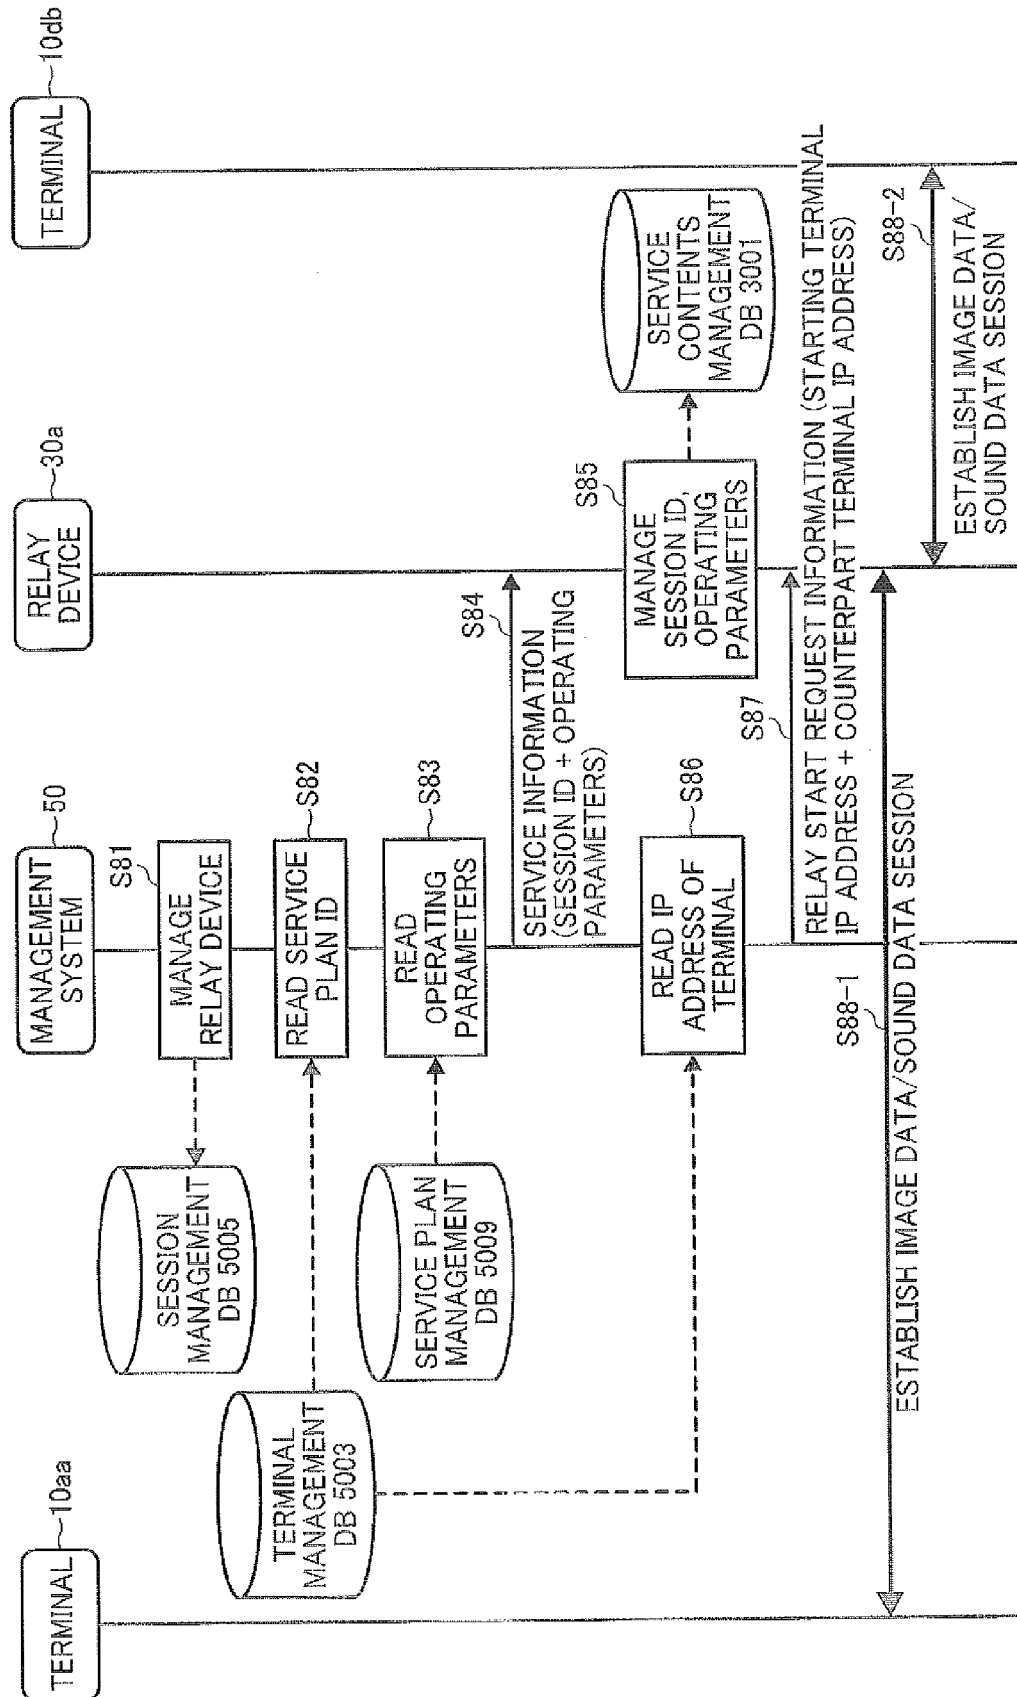 TERMINAL
10aa
MANAGEMENT
SYSTEM
50
RELAY
DEVICE
30a
TERMINAL
10db
SESSION
MANAGEMENT
DB 5005
S81
MANAGE
RELAY DEVICE
TERMINAL
MANAGEMENT
DB 5003
S82
READ SERVICE
PLAN ID
SERVICE PLAN
MANAGEMENT
DB 5009
S83
READ
OPERATING
PARAMETERS
S84
SERVICE INFORMATION
(SESSION ID + OPERATING
PARAMETERS)
S85
MANAGE
SESSION ID,
OPERATING
PARAMETERS
SERVICE
CONTENTS
MANAGEMENT
DB 3001
S86
READ IP
ADDRESS OF
TERMINAL
S87
RELAY START REQUEST INFORMATION (STARTING TERMINAL
IP ADDRESS + COUNTERPART TERMINAL IP ADDRESS)
S88-1
ESTABLISH IMAGE DATA/SOUND DATA SESSION
S88-2
ESTABLISH IMAGE DATA/
SOUND DATA SESSION